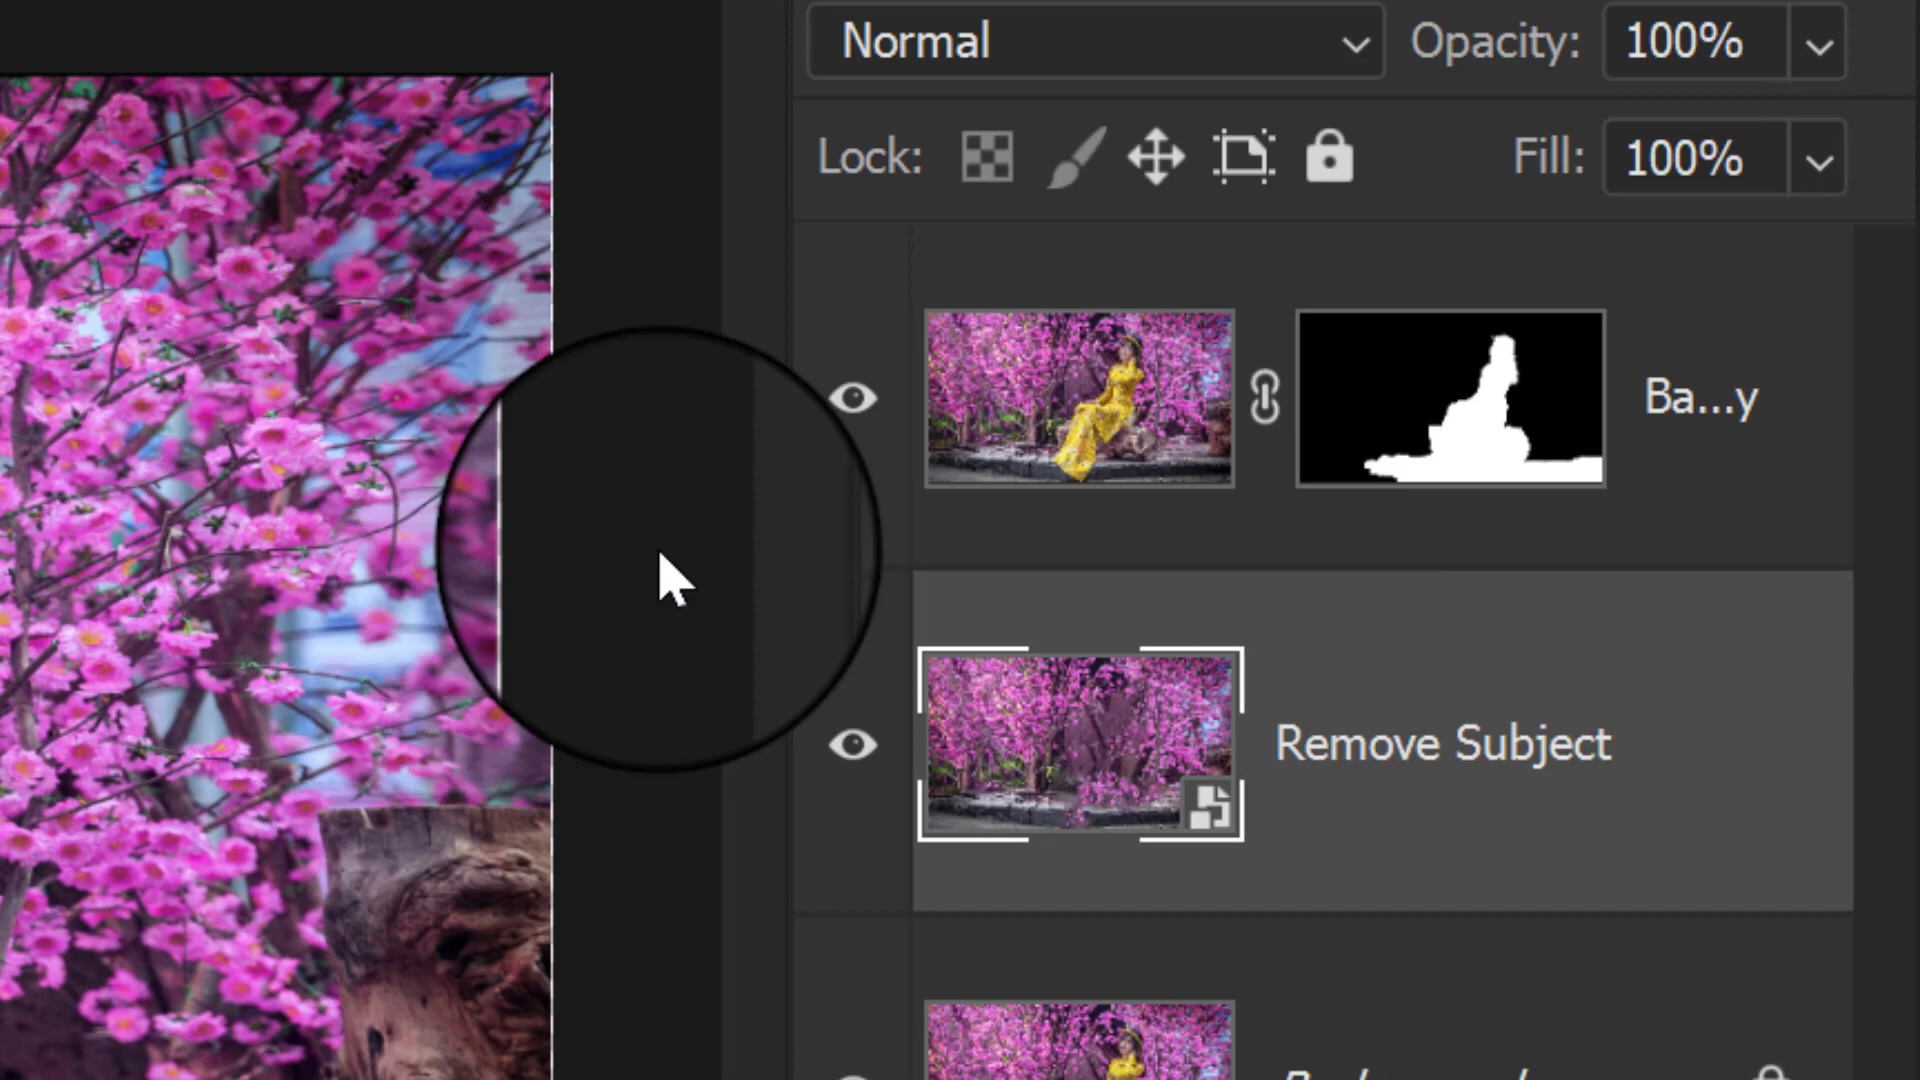 Normal
Opacity: 100%
Lock:
Fill: 100%
Ba...y
Remove Subject